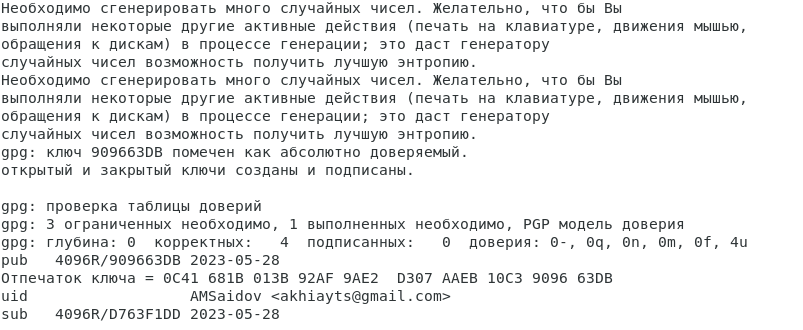 Необходимо сгенерировать много случайных чисел. Желательно, что бы Вы
выполняли некоторые другие активные действия (печать на клавиатуре, движения мышью,
обращения к дискам) в процессе генерации; это даст генератору
случайных чисел возможность получить лучшую энтропию.
Необходимо сгенерировать много случайных чисел. Желательно, что бы Вы
выполняли некоторые другие активные действия (печать на клавиатуре, движения мышью,
обращения к дискам) в процессе генерации; это даст генератору
случайных чисел возможность получить лучшую энтропию.
gpg: ключ 909663DB помечен как абсолютно доверяемый.
открытый и закрытый ключи созданы и подписаны.

gpg: проверка таблицы доверий
gpg: 3 ограниченных необходимо, 1 выполненных необходимо, PGP модель доверия
gpg: глубина: 0  корректных:   4  подписанных:   0  доверия: 0-, 0q, 0n, 0m, 0f, 4u
pub   4096R/909663DB 2023-05-28
Отпечаток ключа = 0C41 681B 013B 92AF 9AE2  D307 AAEB 10C3 9096 63DB
uid                  AMSaidov <akhiayts@gmail.com>
sub   4096R/D763F1DD 2023-05-28